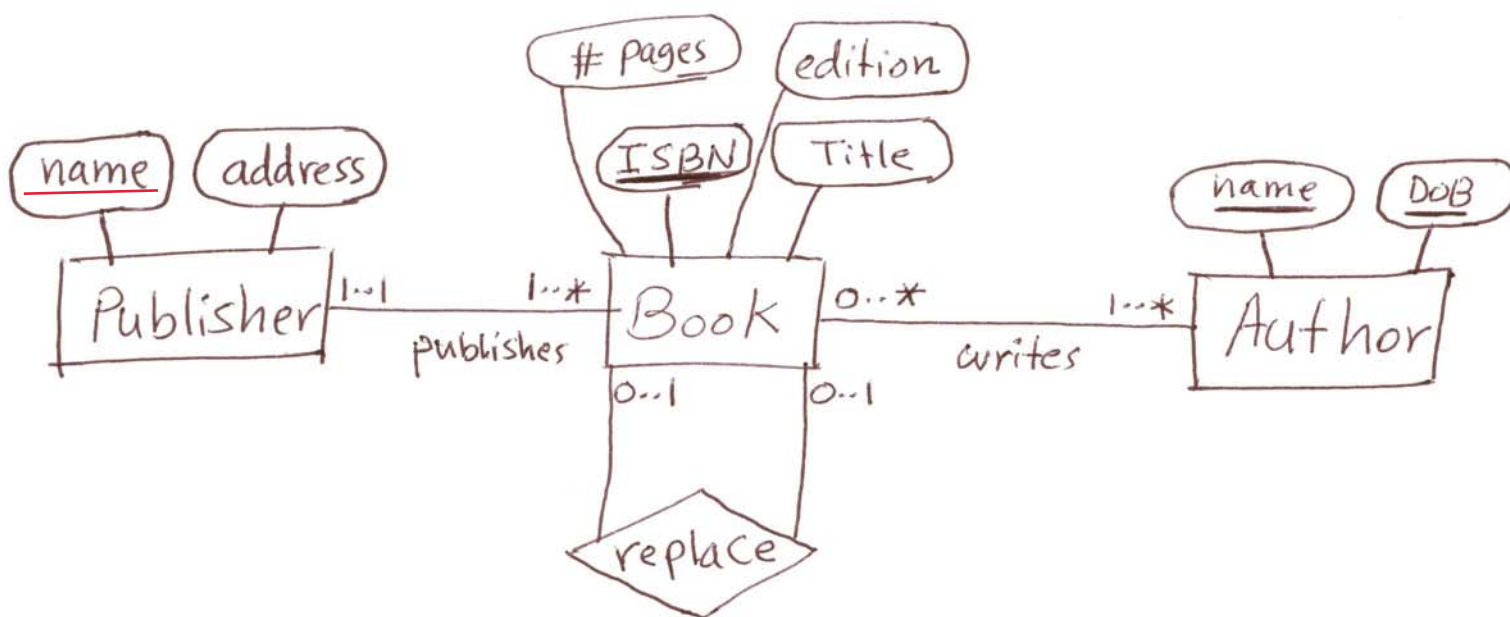 # pages
edition
name
address
ISBN
Title
name
DOB
Publisher
1..1
1..*
publishes
Book
0..*
1..*
writes
Author
0..1
0..1
replace